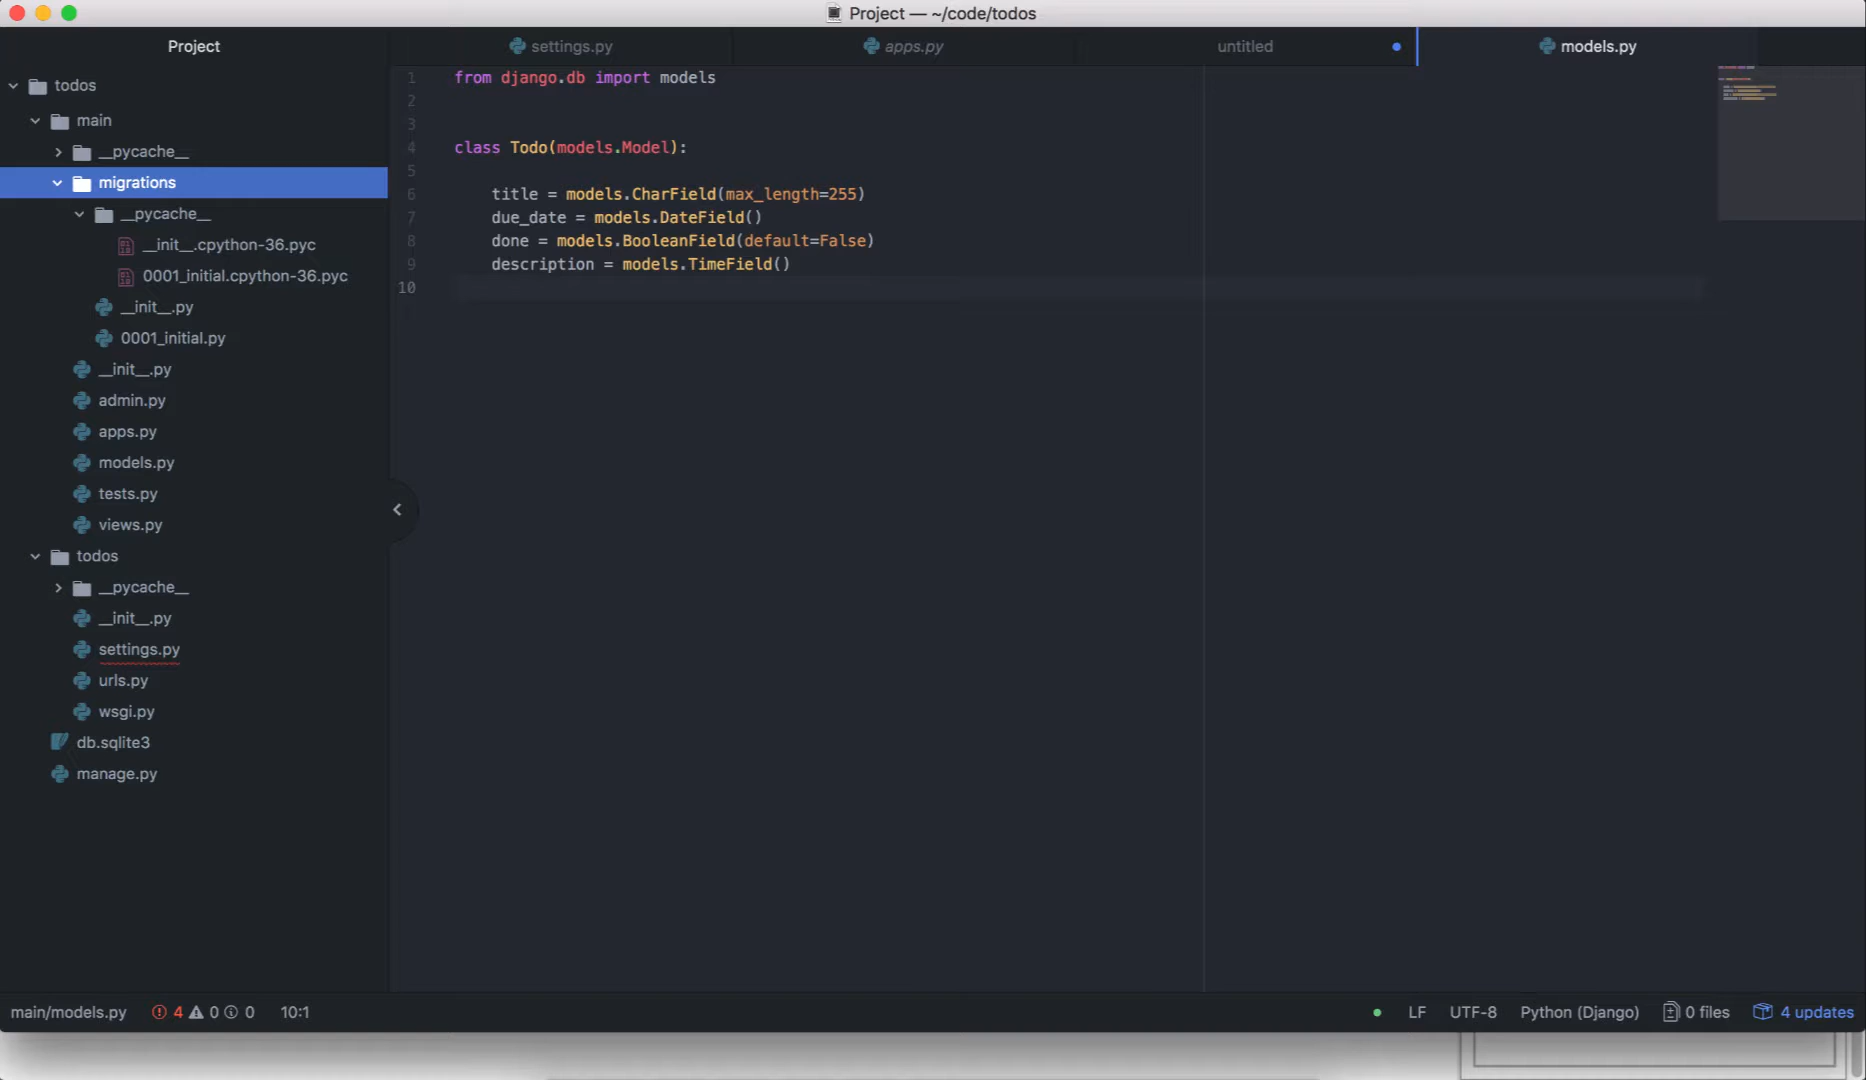 Project — ~/code/todos
Project
settings.py
apps.py
untitled
models.py
todos
main
__pycache__
migrations
__pycache__
__init__.cpython-36.pyc
0001_initial.cpython-36.pyc
__init__.py
0001_initial.py
__init__.py
admin.py
apps.py
models.py
tests.py
views.py
todos
__pycache__
__init__.py
settings.py
urls.py
wsgi.py
db.sqlite3
manage.py
1 from django.db import models
2
3
4 class Todo(models.Model):
5
6 title = models.CharField(max_length=255)
7 due_date = models.DateField()
8 done = models.BooleanField(default=False)
9 description = models.TimeField()
10
main/models.py 4 0 0 10:1 LF UTF-8 Python (Django) 0 files 4 updates